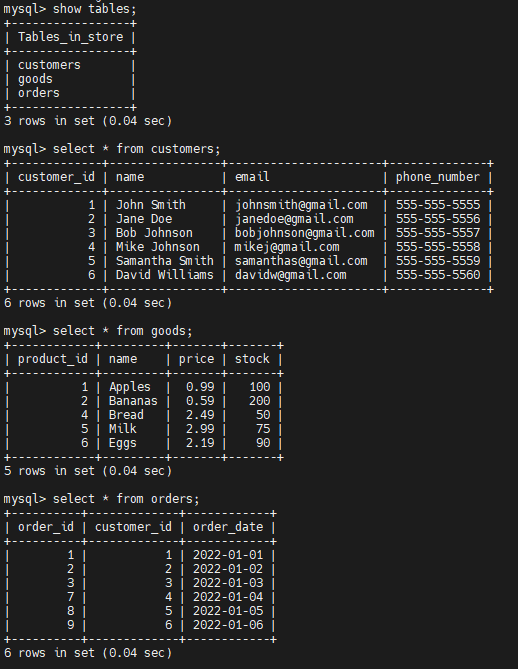 mysql> show tables;
+-----------------+
| Tables_in_store |
+-----------------+
| customers       |
| goods           |
| orders          |
+-----------------+
3 rows in set (0.04 sec)

mysql> select * from customers;
+-------------+----------------+----------------------+--------------+
| customer_id | name           | email                | phone_number |
+-------------+----------------+----------------------+--------------+
|           1 | John Smith     | johnsmith@gmail.com  | 555-555-5555 |
|           2 | Jane Doe       | janedoe@gmail.com    | 555-555-5556 |
|           3 | Bob Johnson    | bobjohnson@gmail.com | 555-555-5557 |
|           4 | Mike Johnson   | mikej@gmail.com      | 555-555-5558 |
|           5 | Samantha Smith | samanthas@gmail.com  | 555-555-5559 |
|           6 | David Williams | davidw@gmail.com     | 555-555-5560 |
+-------------+----------------+----------------------+--------------+
6 rows in set (0.04 sec)

mysql> select * from goods;
+------------+---------+-------+-------+
| product_id | name    | price | stock |
+------------+---------+-------+-------+
|          1 | Apples  |  0.99 |   100 |
|          2 | Bananas |  0.59 |   200 |
|          4 | Bread   |  2.49 |    50 |
|          5 | Milk    |  2.99 |    75 |
|          6 | Eggs    |  2.19 |    90 |
+------------+---------+-------+-------+
5 rows in set (0.04 sec)

mysql> select * from orders;
+----------+-------------+------------+
| order_id | customer_id | order_date |
+----------+-------------+------------+
|        1 |           1 | 2022-01-01 |
|        2 |           2 | 2022-01-02 |
|        3 |           3 | 2022-01-03 |
|        7 |           4 | 2022-01-04 |
|        8 |           5 | 2022-01-05 |
|        9 |           6 | 2022-01-06 |
+----------+-------------+------------+
6 rows in set (0.04 sec)